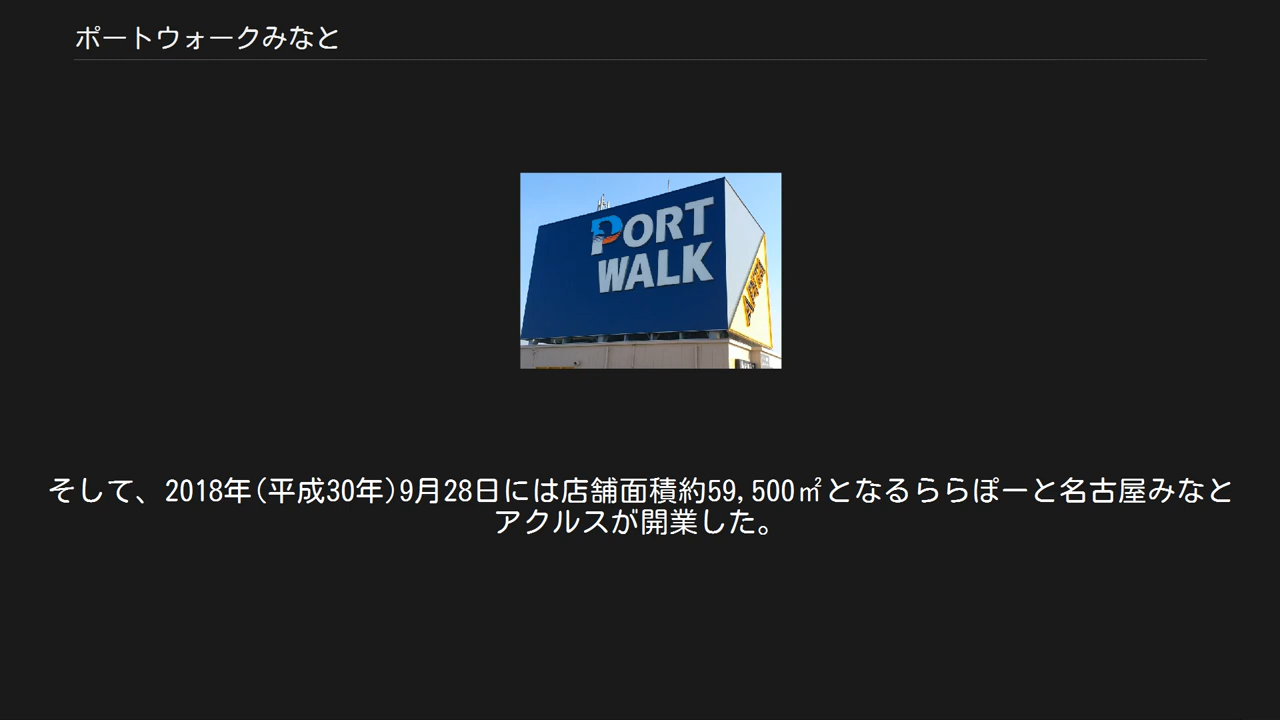 ポートウォークみなと
PORT
WALK
そして、2018年(平成30年)9月28日には店舗面積約59,500㎡となるららぽーと名古屋みなと
アクルスが開業した。